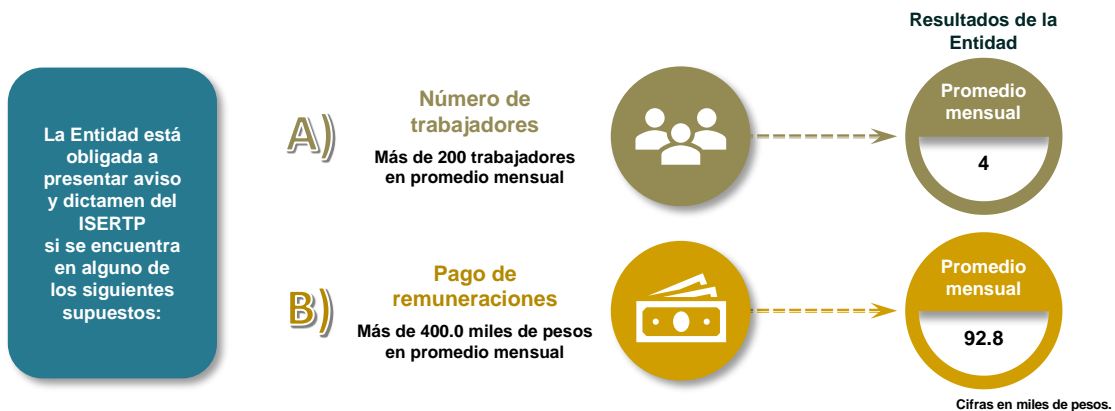 La Entidad está
obligada a
presentar aviso
y dictamen del
ISERTP
si se encuentra
en alguno de
los siguientes
supuestos:
A)
Número de
trabajadores
Más de 200 trabajadores
en promedio mensual
Resultados de la
Entidad
Promedio
mensual
4
B)
Pago de
remuneraciones
Más de 400.0 miles de pesos
en promedio mensual
Promedio
mensual
92.8
Cifras en miles de pesos.